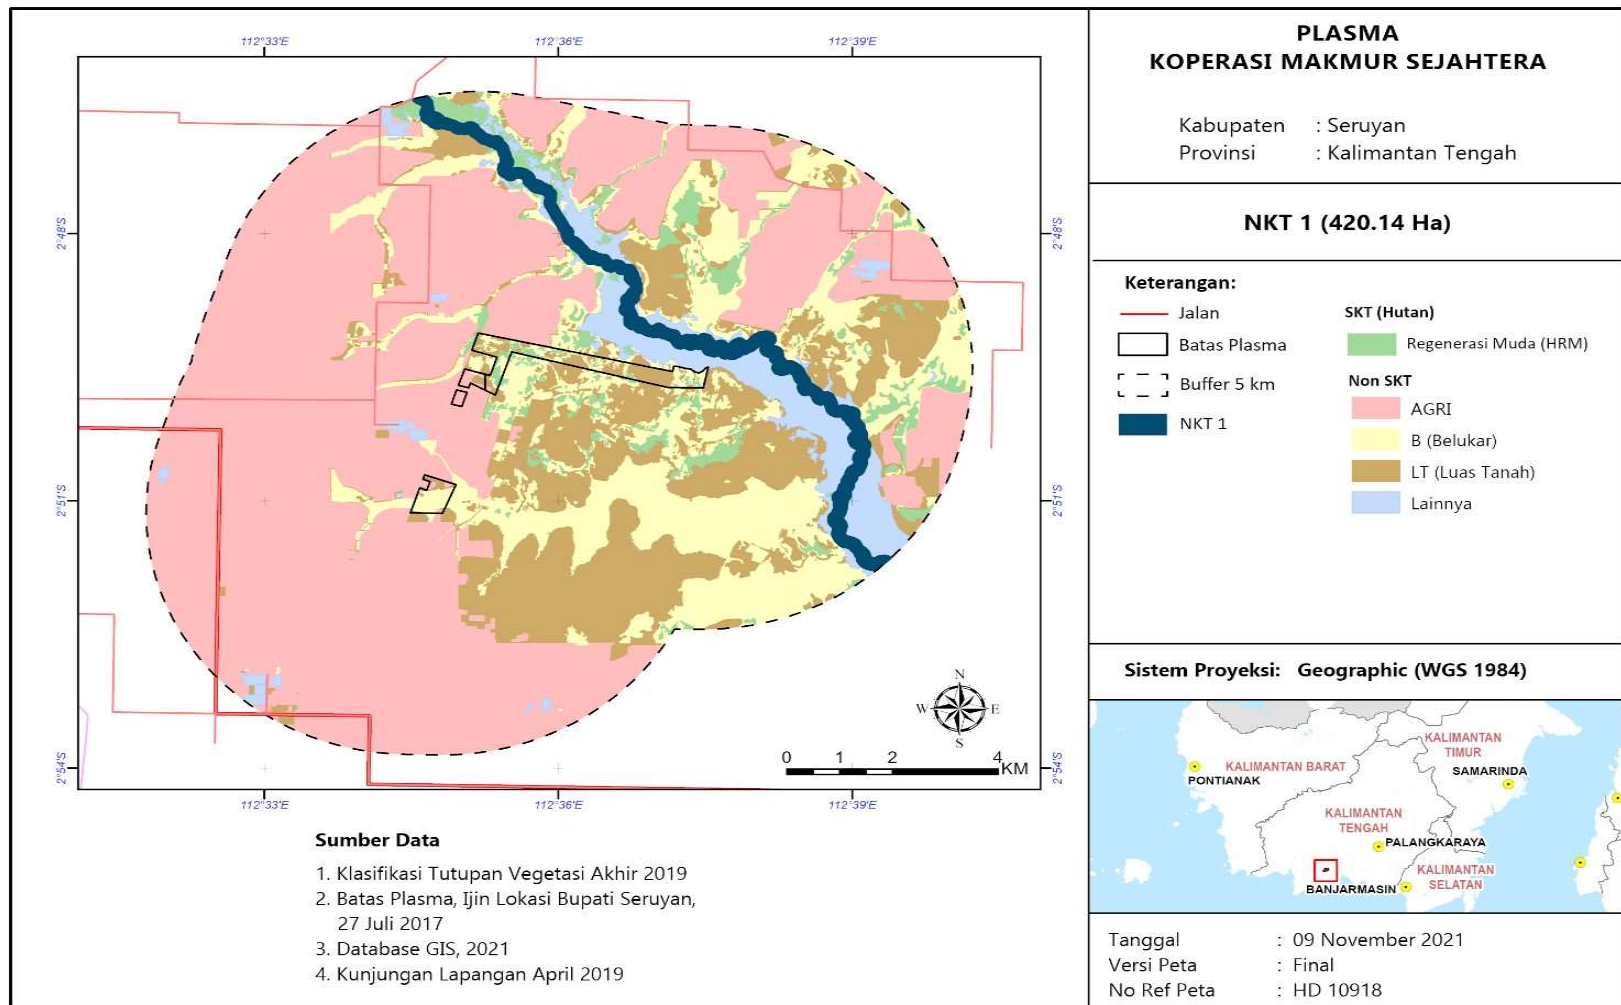 112°33'E
112°36'E
112°39'E
2°48'S
2°48'S
2°51'S
2°51'S
2°54'S
2°54'S
N
W
E
S
0 1 2 4
KM
112°33'E
112°36'E
112°39'E
Sumber Data
1. Klasifikasi Tutupan Vegetasi Akhir 2019
2. Batas Plasma, Ijin Lokasi Bupati Seruyan,
27 Juli 2017
3. Database GIS, 2021
4. Kunjungan Lapangan April 2019
PLASMA
KOPERASI MAKMUR SEJAHTERA
Kabupaten : Seruyan
Provinsi : Kalimantan Tengah
NKT 1 (420.14 Ha)
Keterangan:
Jalan
Batas Plasma
Buffer 5 km
NKT 1
SKT (Hutan)
Regenerasi Muda (HRM)
Non SKT
AGRI
B (Belukar)
LT (Luas Tanah)
Lainnya
Sistem Proyeksi: Geographic (WGS 1984)
KALIMANTAN
TIMUR
KALIMANTAN BARAT
PONTIANAK
SAMARINDA
KALIMANTAN
TENGAH
PALANGKARAYA
KALIMANTAN
SELATAN
BANJARMASIN
Tanggal : 09 November 2021
Versi Peta : Final
No Ref Peta : HD 10918